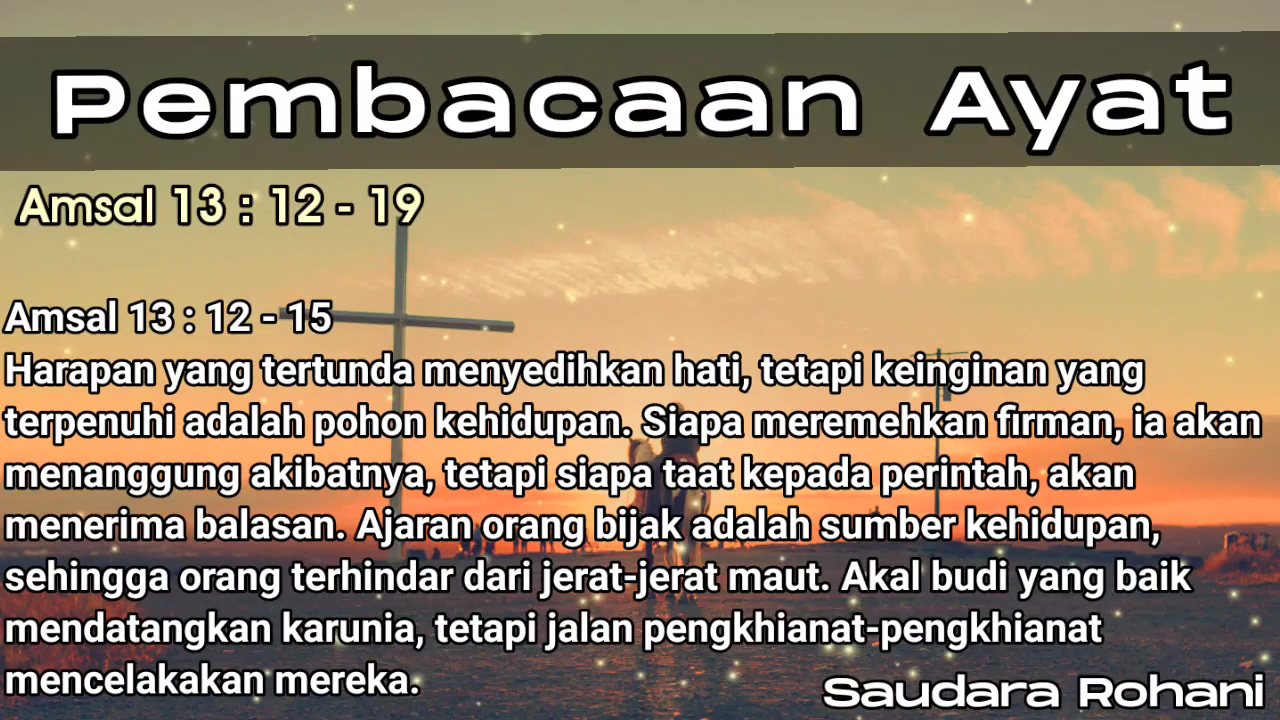 Pembacaan Ayat
Amsal 13 : 12 - 19
Amsal 13 : 12 - 15
Harapan yang tertunda menyedihkan hati, tetapi keinginan yang
terpenuhi adalah pohon kehidupan. Siapa meremehkan firman, ia akan
menanggung akibatnya, tetapi siapa taat kepada perintah, akan
menerima balasan. Ajaran orang bijak adalah sumber kehidupan,
sehingga orang terhindar dari jerat-jerat maut. Akal budi yang baik
mendatangkan karunia, tetapi jalan pengkhianat-pengkhianat
mencelakakan mereka.
Saudara Rohani